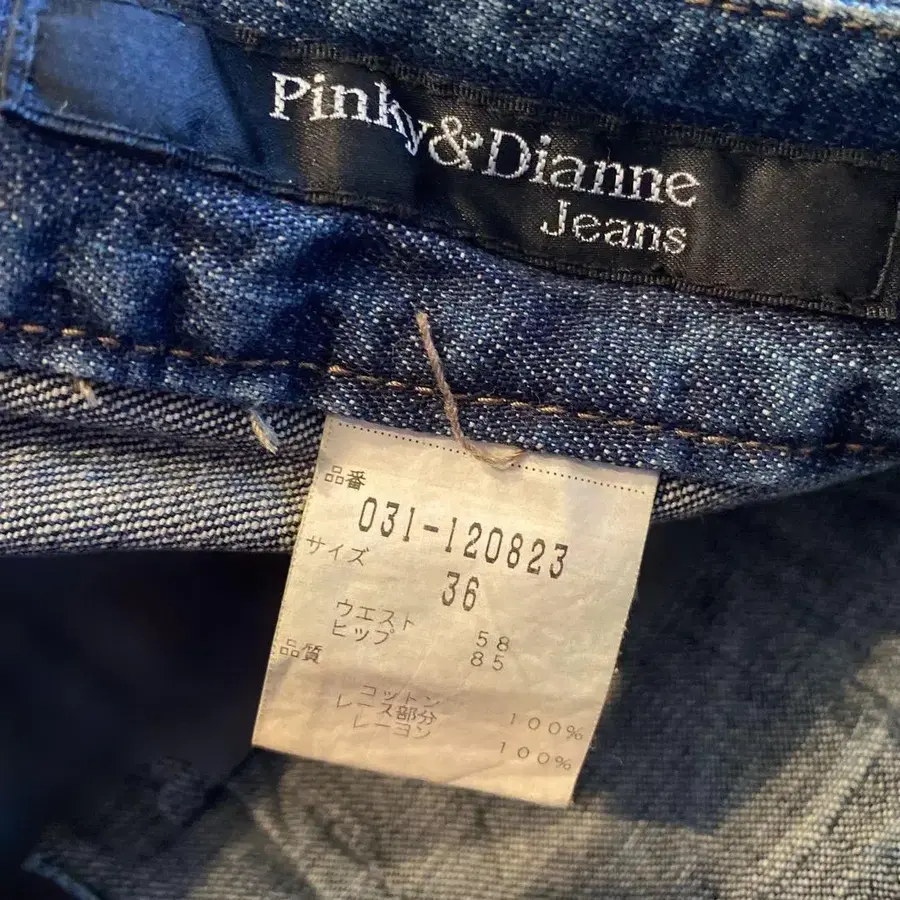 Pinky&Dianne
Jeans
品番
031-120823
サイズ
36
ウエスト 58
ヒップ 85
品質
コットン 100%
レース部分
レーヨン 100%